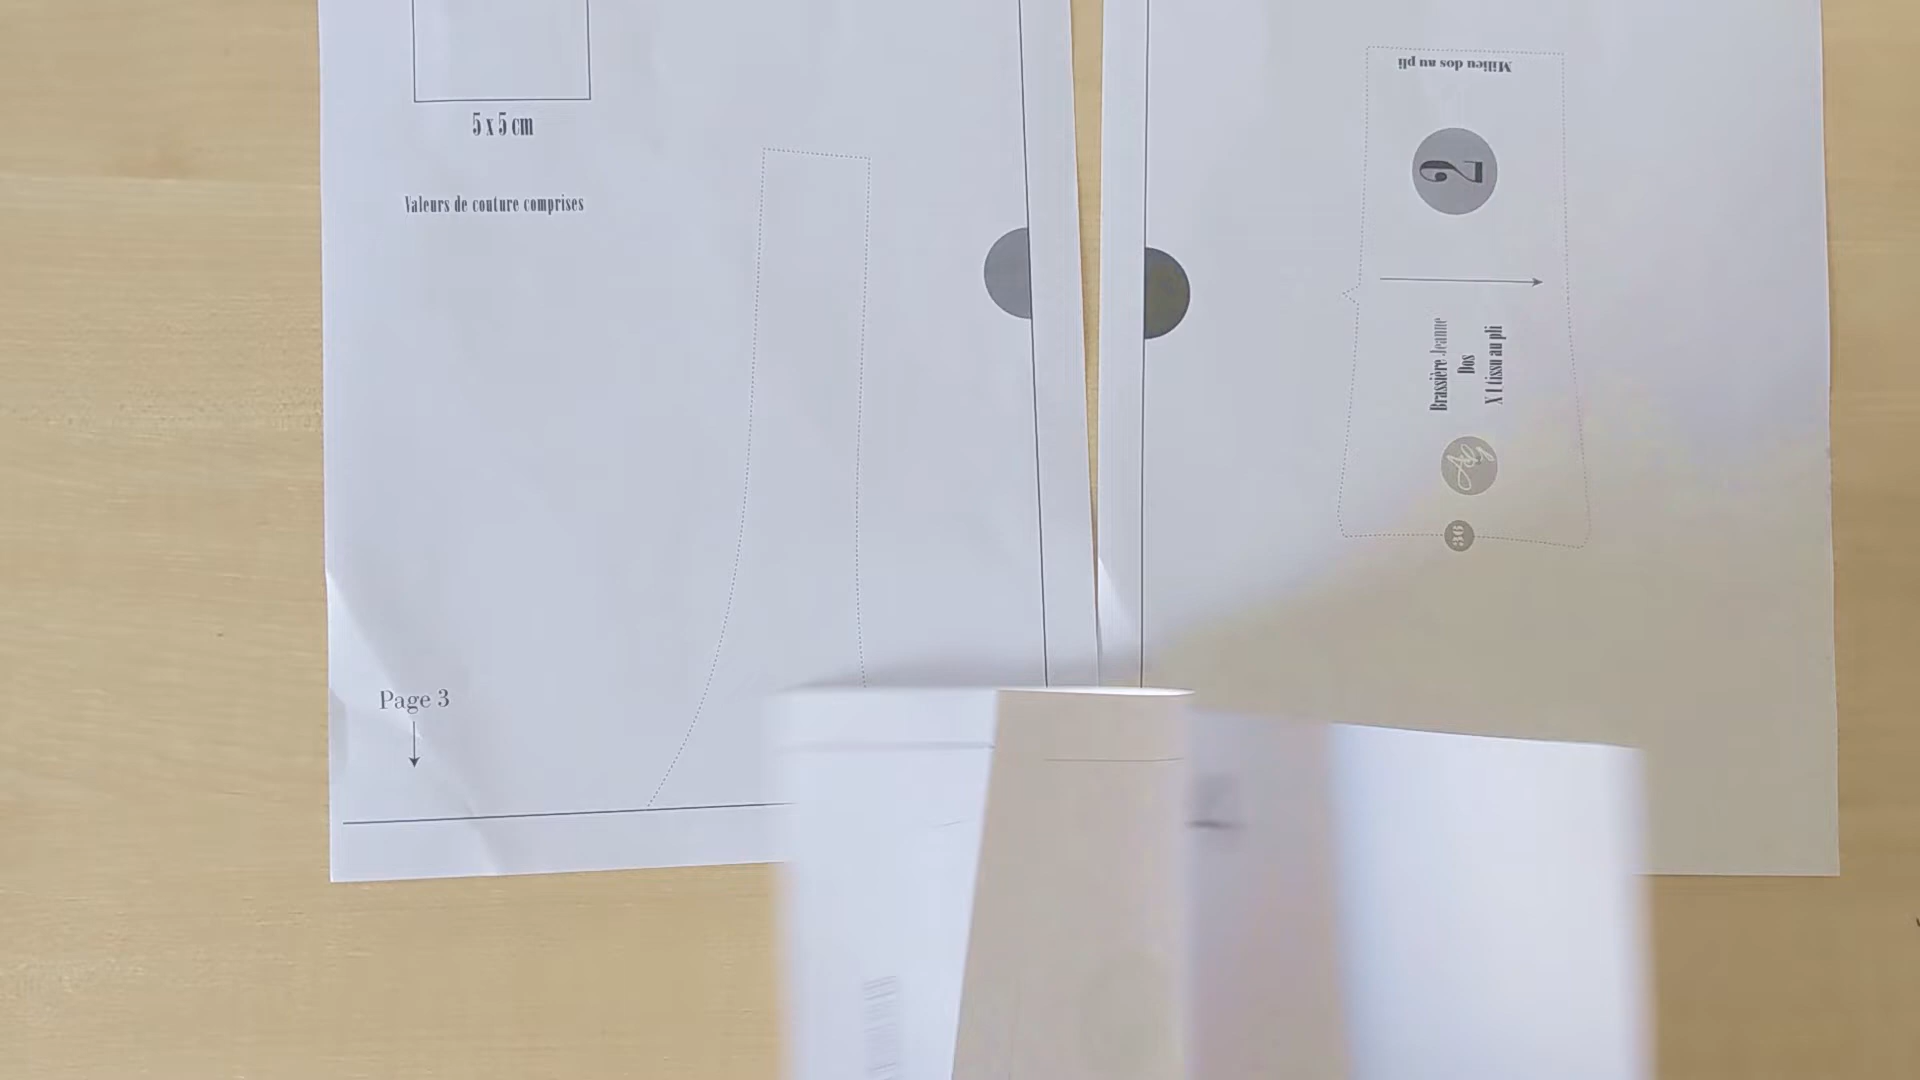 5 x 5 cm
Valeurs de couture comprises
Page 3
Milieu dos au pli
2
Brassière Jeanne
Dos
X 1 tissu au pli
36